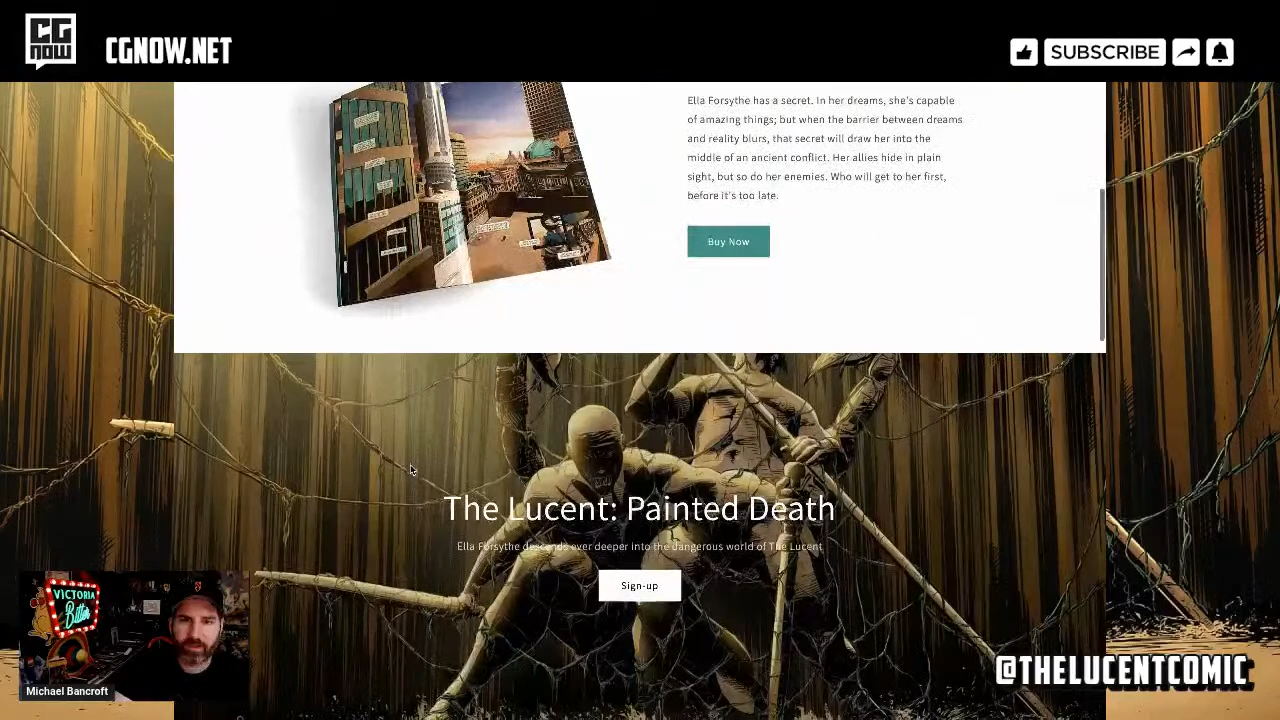 CG
NOW
CGNOW.NET
SUBSCRIBE
Ella Forsythe has a secret. In her dreams, she's capable
of amazing things; but when the barrier between dreams
and reality blurs, that secret will draw her into the
middle of an ancient conflict. Her allies hide in plain
sight, but so do her enemies. Who will get to her first,
before it's too late.
Buy Now
The Lucent: Painted Death
Ella Forsythe descends ever deeper into the dangerous world of The Lucent
Sign-up
VICTORIA
Bitter
Michael Bancroft
@THELUCENTCOMIC